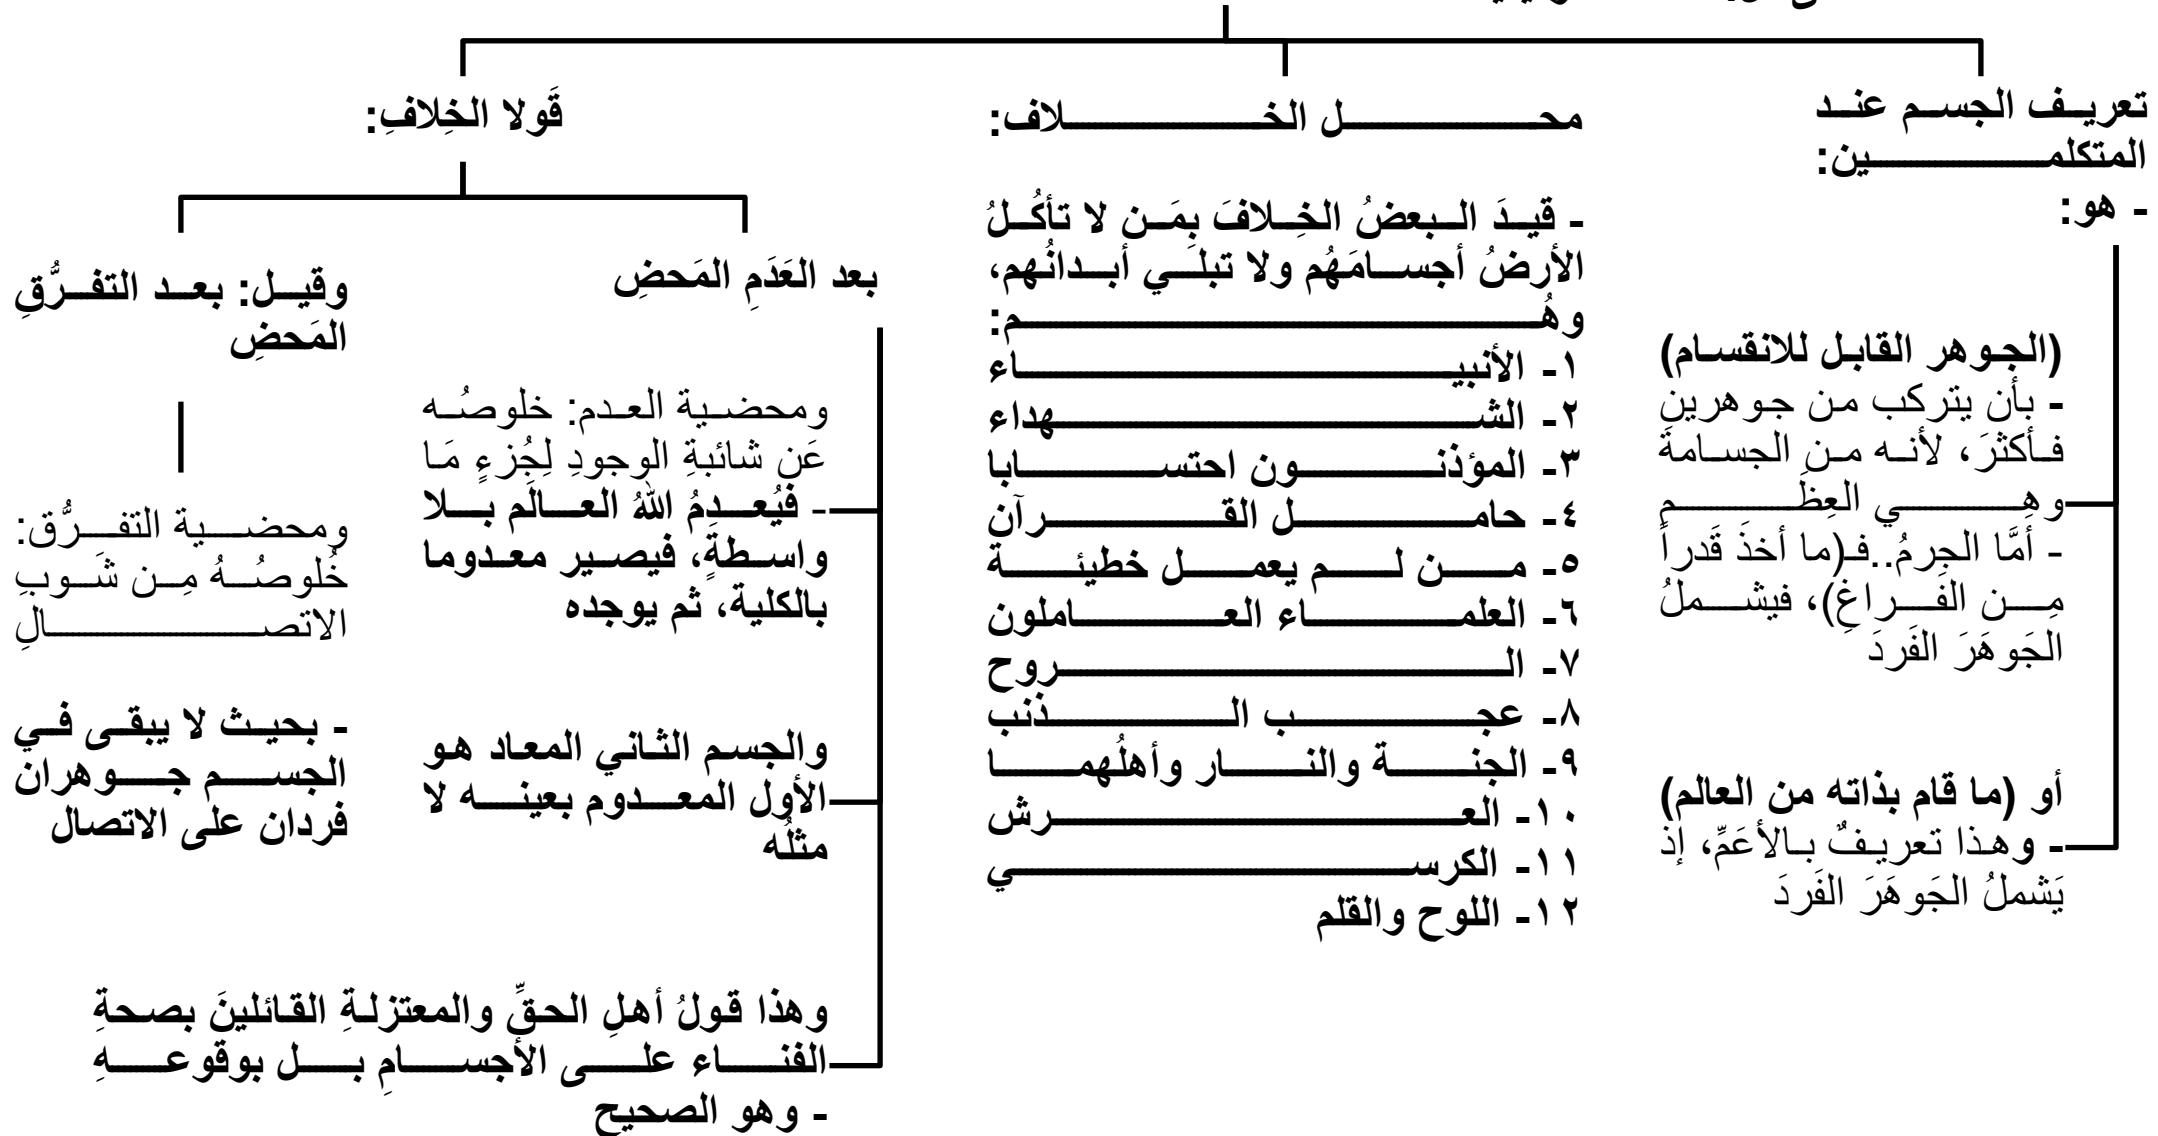 تعريف الجسم عند
المتكلمين:
- هو:
(الجوهر القابل للانقسام)
- بأن يتركب من جوهرينِ
فأكثرَ، لأنه من الجسامة
وهِي العِظَم
- أمَّا الجِرمُ..فـ(ما أخذَ قَدراً
مِن الفَراغِ)، فيشملُ
الجَوهَرَ الفَردَ
أو (ما قام بذاته من العالم)
- وهذا تعريفٌ بالأعَمِّ، إذ
يَشملُ الجَوهَرَ الفَردَ
محل الخلاف:
- قيدَ البعضُ الخِلافَ بِمَن لا تأكُلُ
الأرضُ أجسامَهُم ولا تبلَي أبدانُهم،
وهُم:
١- الأنبياء
٢- الشهداء
٣- المؤذنون احتسابا
٤- حامل القرآن
٥- من لم يعمل خطيئة
٦- العلماء العاملون
٧- الروح
٨- عجب الذنب
٩- الجنة والنار وأهلُهما
١٠- العرش
١١- الكرسي
١٢- اللوح والقلم
قَولا الخِلافِ:
بعد العَدَمِ المَحضِ
ومحضية العدم: خلوصُه
عَن شائبةِ الوجودِ لِجُزءٍ مَا
- فيُعدِمُ اللهُ العالَم بلا
واسطةٍ، فيصير معدوما
بالكلية، ثم يوجده
والجسم الثاني المعاد هو
الأول المعدوم بعينه لا
مثلُه
وهذا قولُ أهلِ الحقِّ والمعتزلةِ القائلينَ بصحةِ
الفناء على الأجسامِ بل بوقوعهِ
- وهو الصحيح
وقيل: بعد التفرُّقِ
المَحضِ
ومحضية التفرُّق:
خُلوصُهُ مِن شَوبِ
الاتصالِ
- بحيث لا يبقى في
الجسم جوهران
فردان على الاتصال